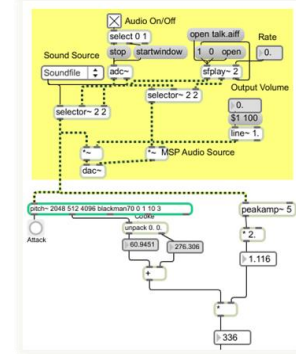 Audio On/Off
select 0 1
open talk.aiff
Rate
Sound Source
stop
startwindow
1
0
open
0.
Soundfile
adc~
sfplay~ 2
Output Volume
selector~ 2 2
selector~ 2 2
0.
$1 100
line~ 1.
*~
*~
MSP Audio Source
dac~
pitch~ 2048 512 4096 blackman70 0 1 10 3
peakamp~ 5
Attack
Cooke
unpack 0. 0.
* 2.
60.9451
276.306
1.116
+
*
336